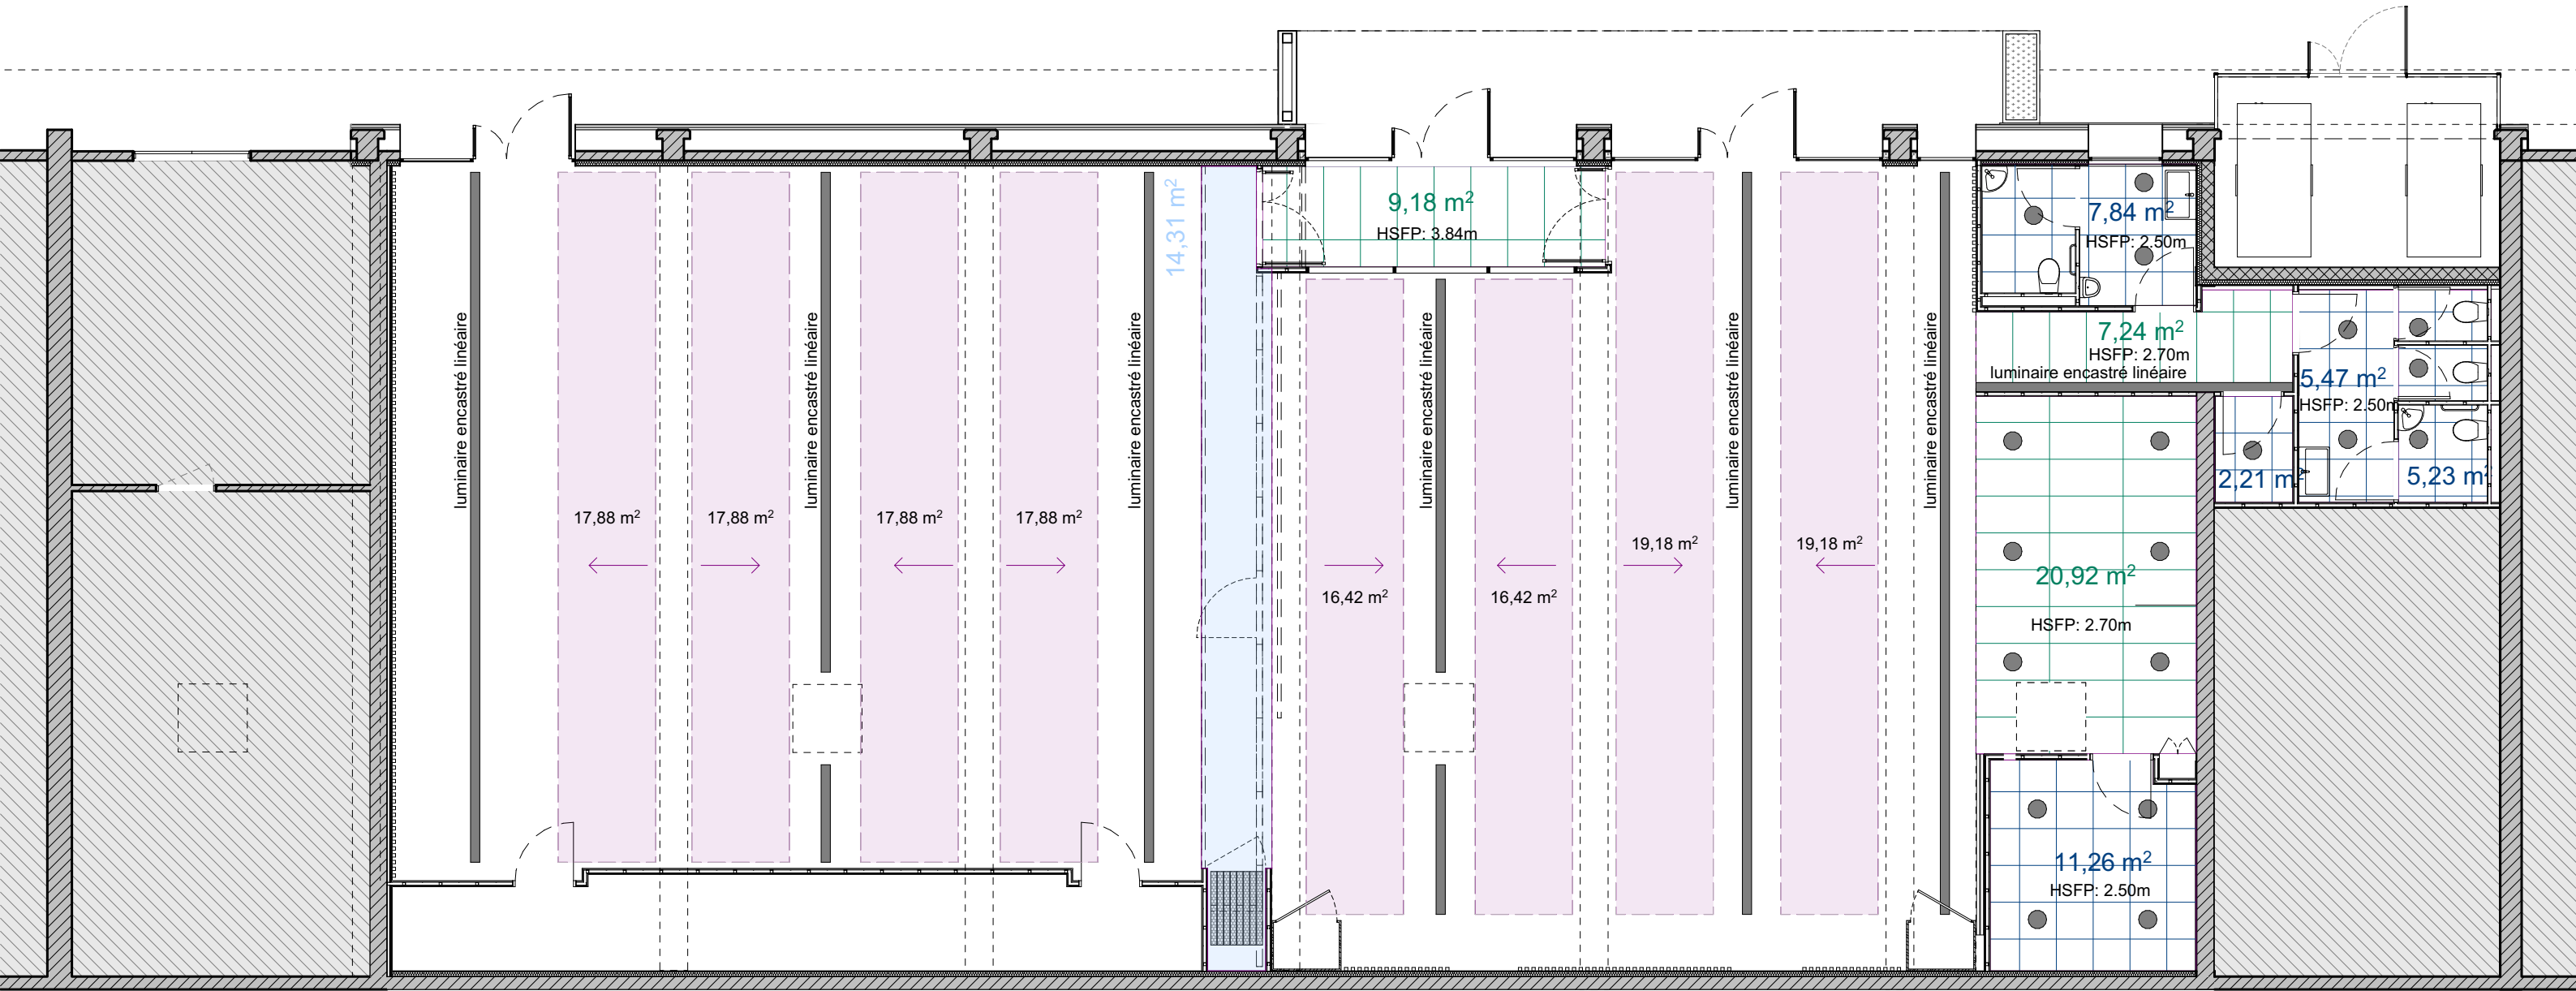 14,31 m²
9,18 m²
HSFP: 3.84m
7,84 m²
HSFP: 2.50m
luminaire encastré linéaire
luminaire encastré linéaire
luminaire encastré linéaire
luminaire encastré linéaire
luminaire encastré linéaire
luminaire encastré linéaire
7,24 m²
HSFP: 2.70m
luminaire encastré linéaire
5,47 m²
HSFP: 2.50m
2,21 m²
5,23 m²
17,88 m²
17,88 m²
17,88 m²
17,88 m²
19,18 m²
19,18 m²
16,42 m²
16,42 m²
20,92 m²
HSFP: 2.70m
11,26 m²
HSFP: 2.50m